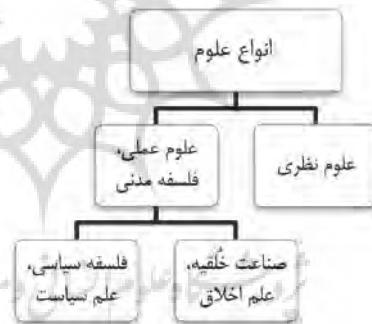 انواع علوم
علوم نظری
علوم عملی،
فلسفه مدنی
صناعت خُلقیه،
علم اخلاق
فلسفه سیاسی،
علم سیاست